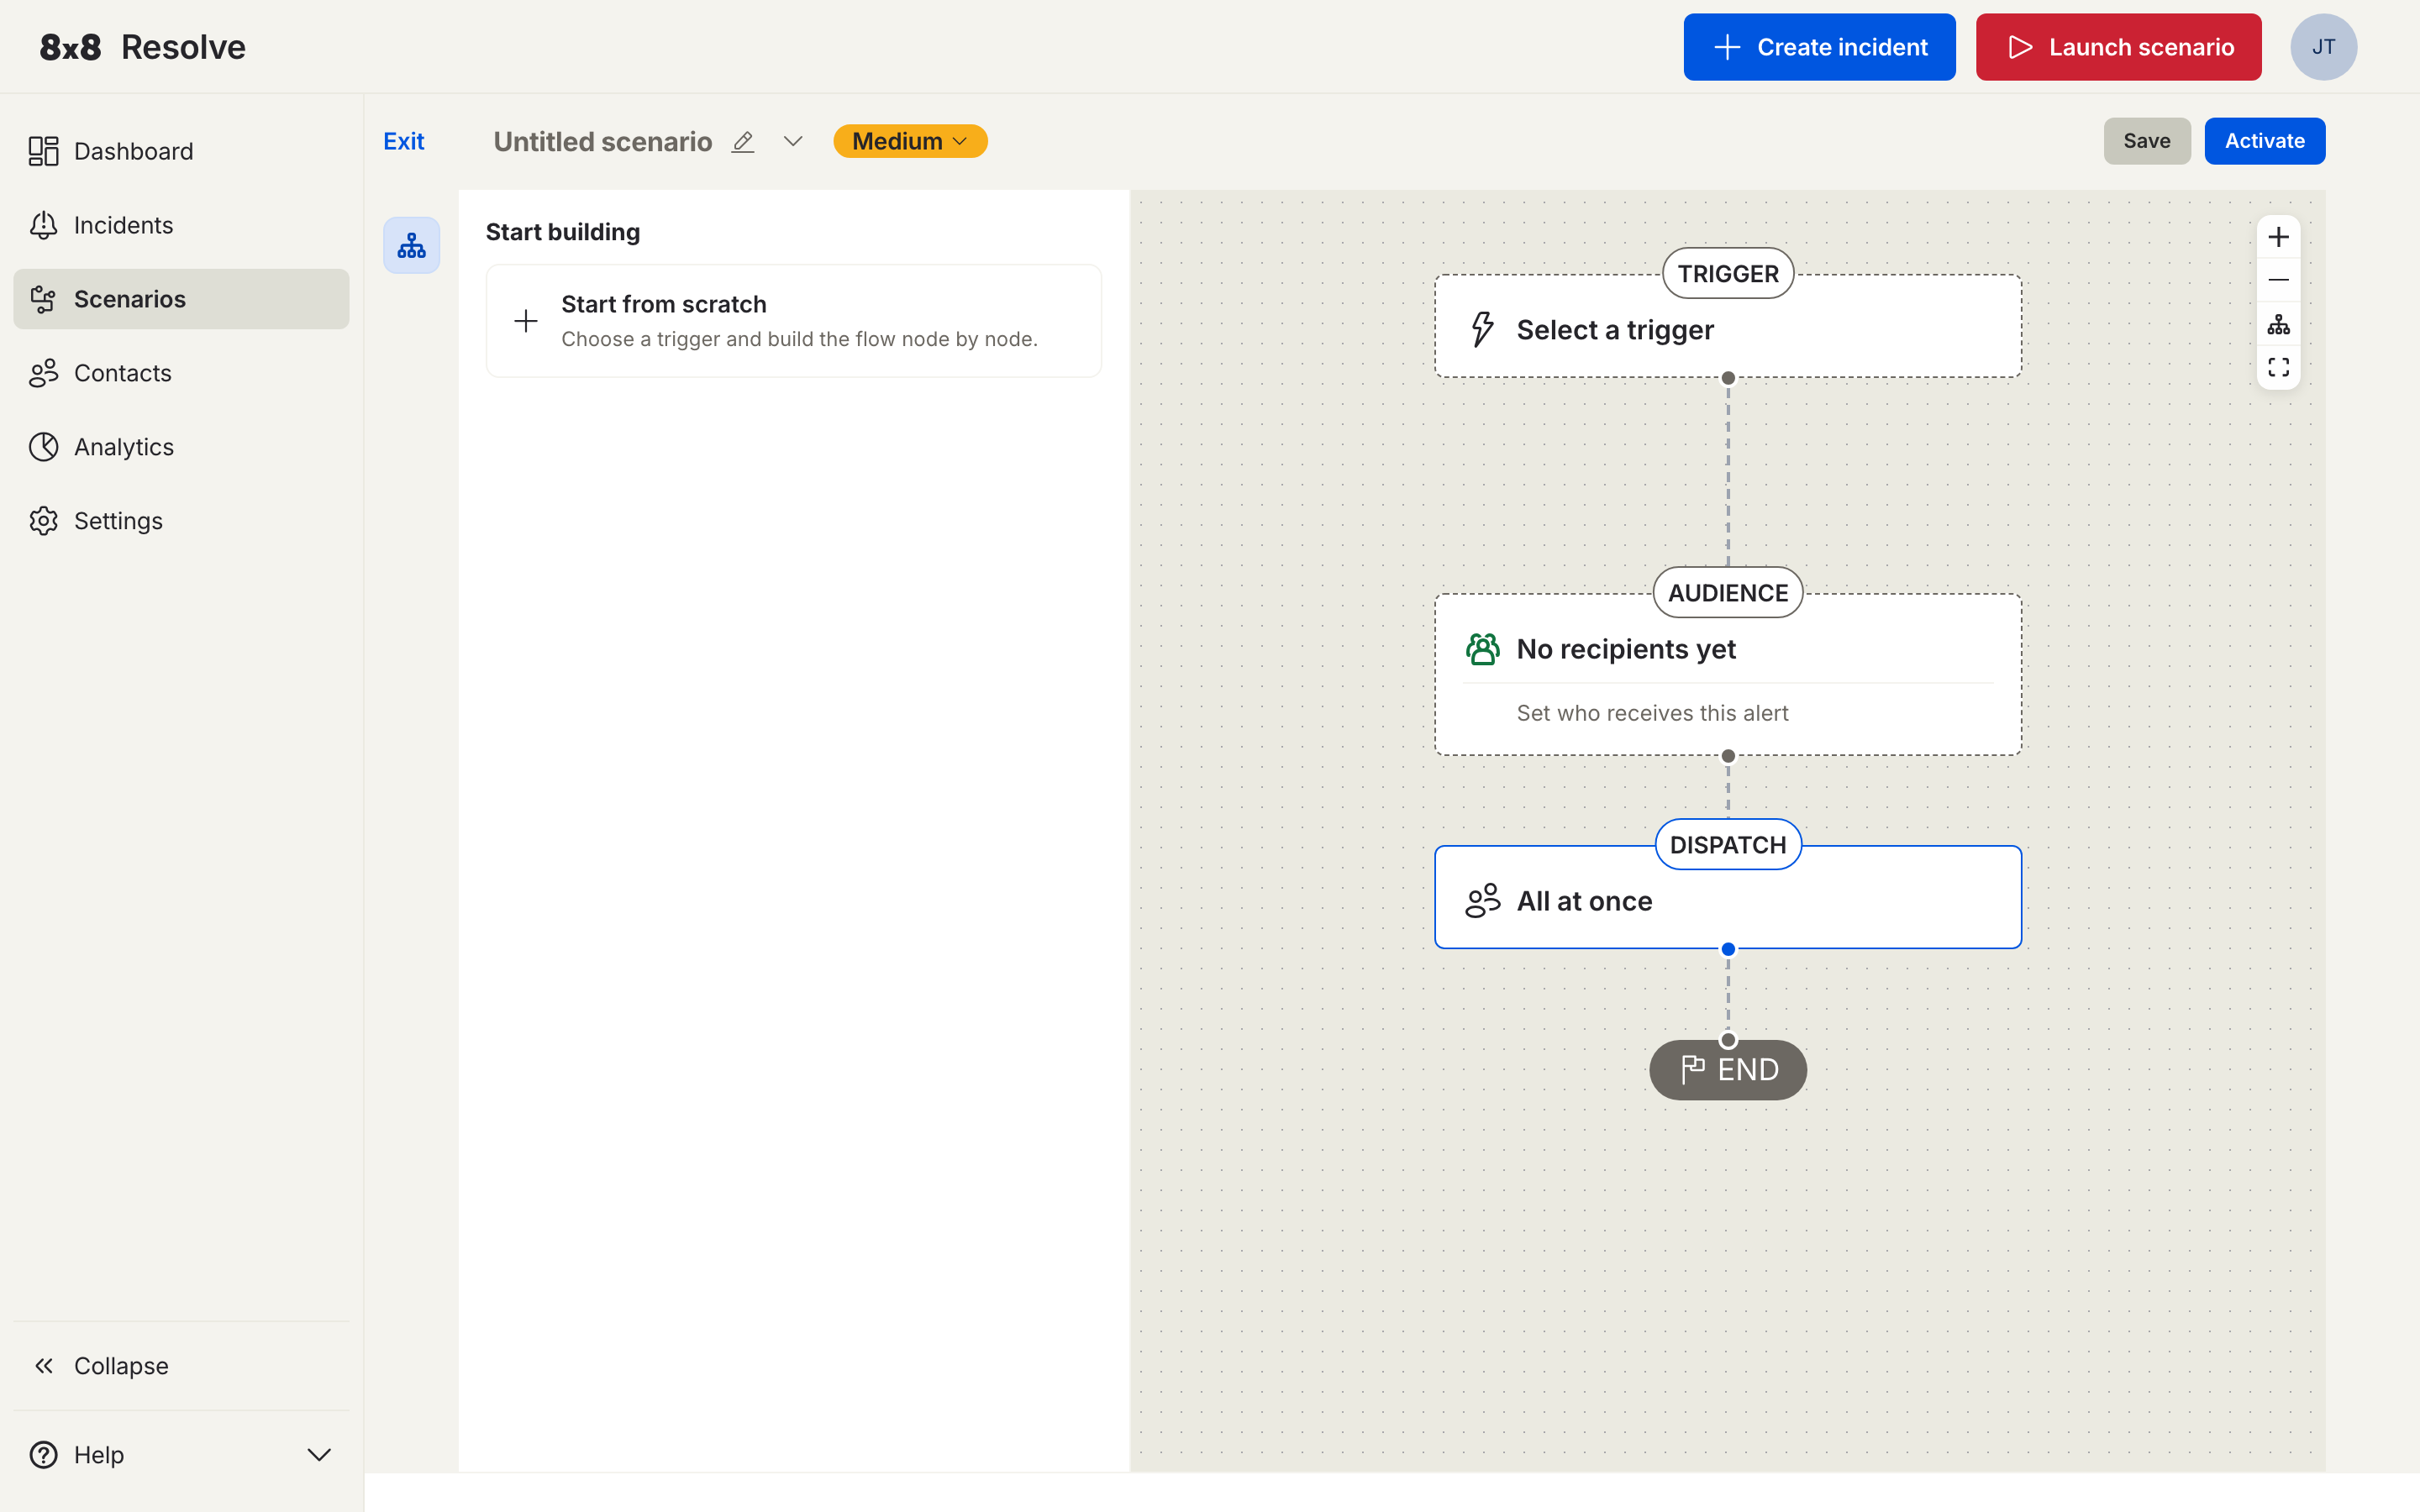 8x8 Resolve
Create incident
Launch scenario
JT
Dashboard
Incidents
Scenarios
Contacts
Analytics
Settings
Collapse
Help
Exit
Untitled scenario
Medium
Save
Activate
Start building
Start from scratch
Choose a trigger and build the flow node by node.
TRIGGER
Select a trigger
AUDIENCE
No recipients yet
Set who receives this alert
DISPATCH
All at once
END